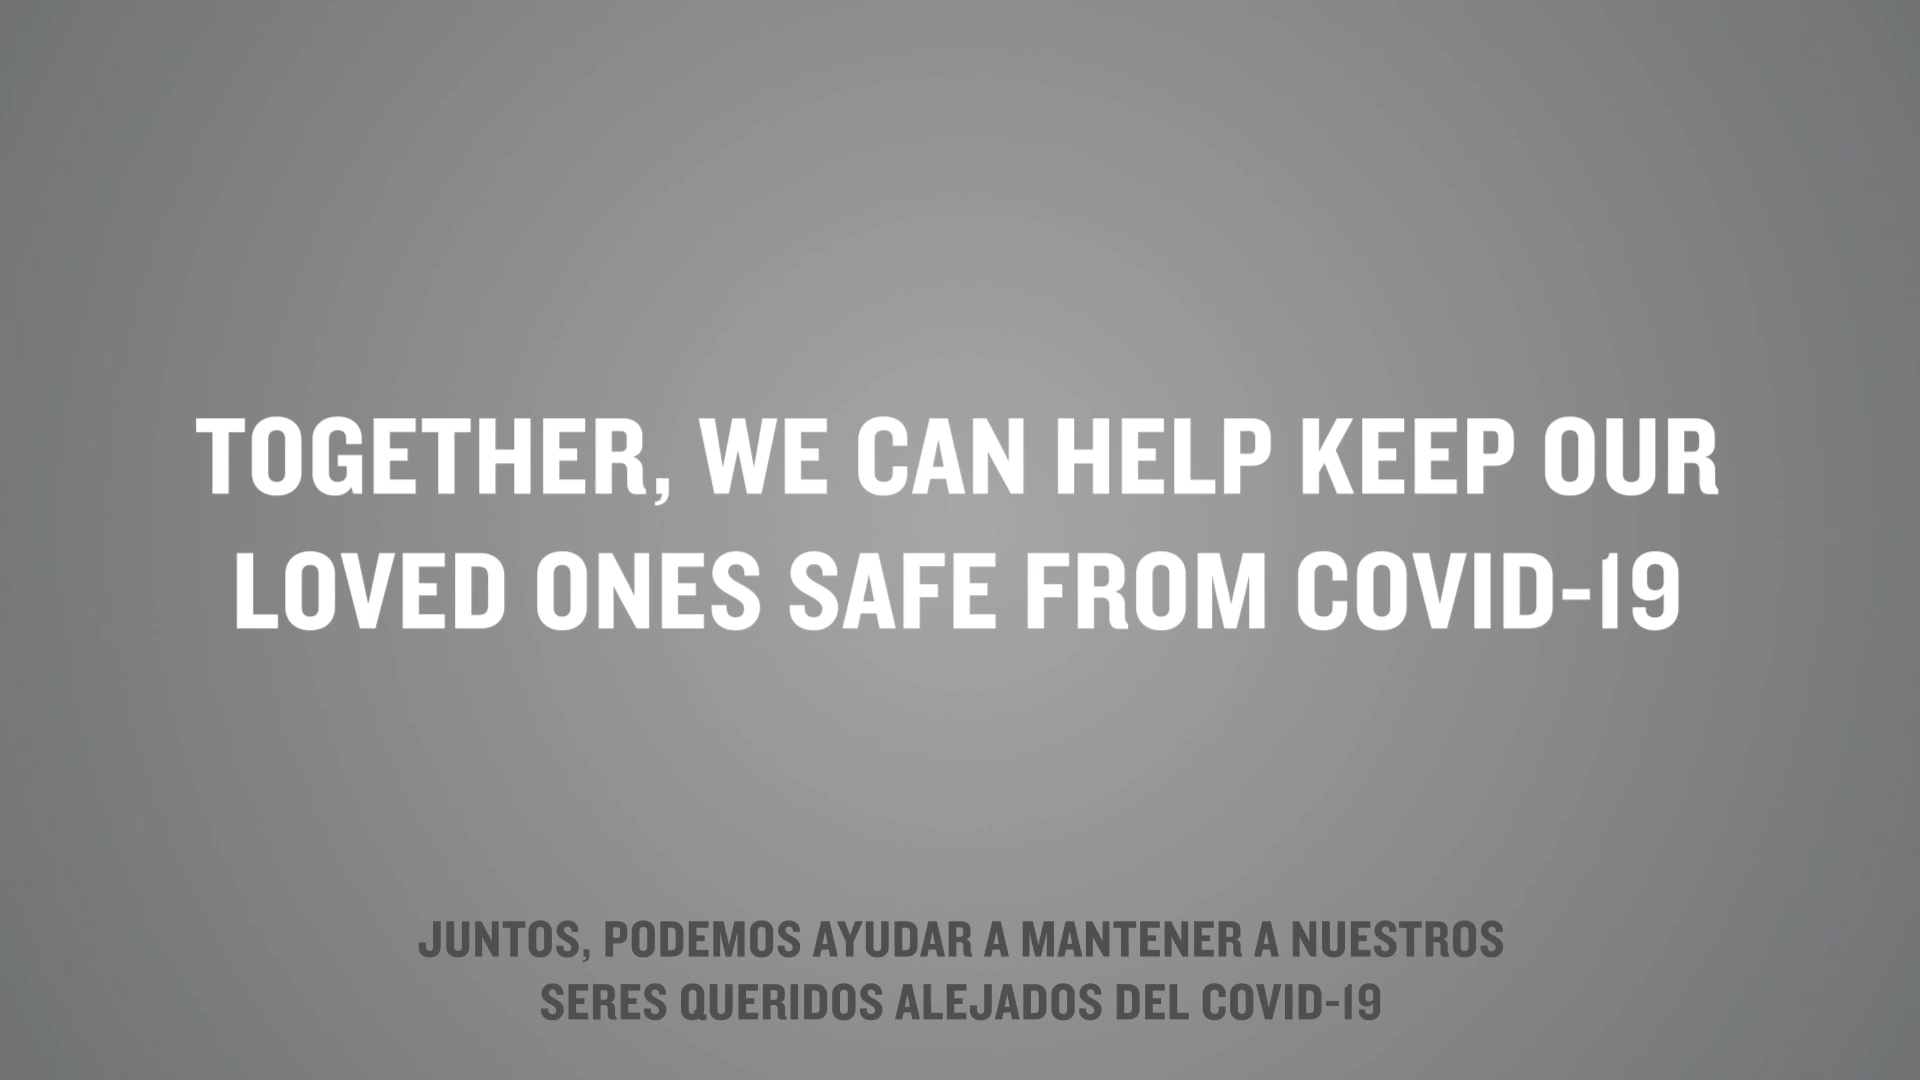 TOGETHER, WE CAN HELP KEEP OUR
LOVED ONES SAFE FROM COVID-19
JUNTOS, PODEMOS AYUDAR A MANTENER A NUESTROS
SERES QUERIDOS ALEJADOS DEL COVID-19